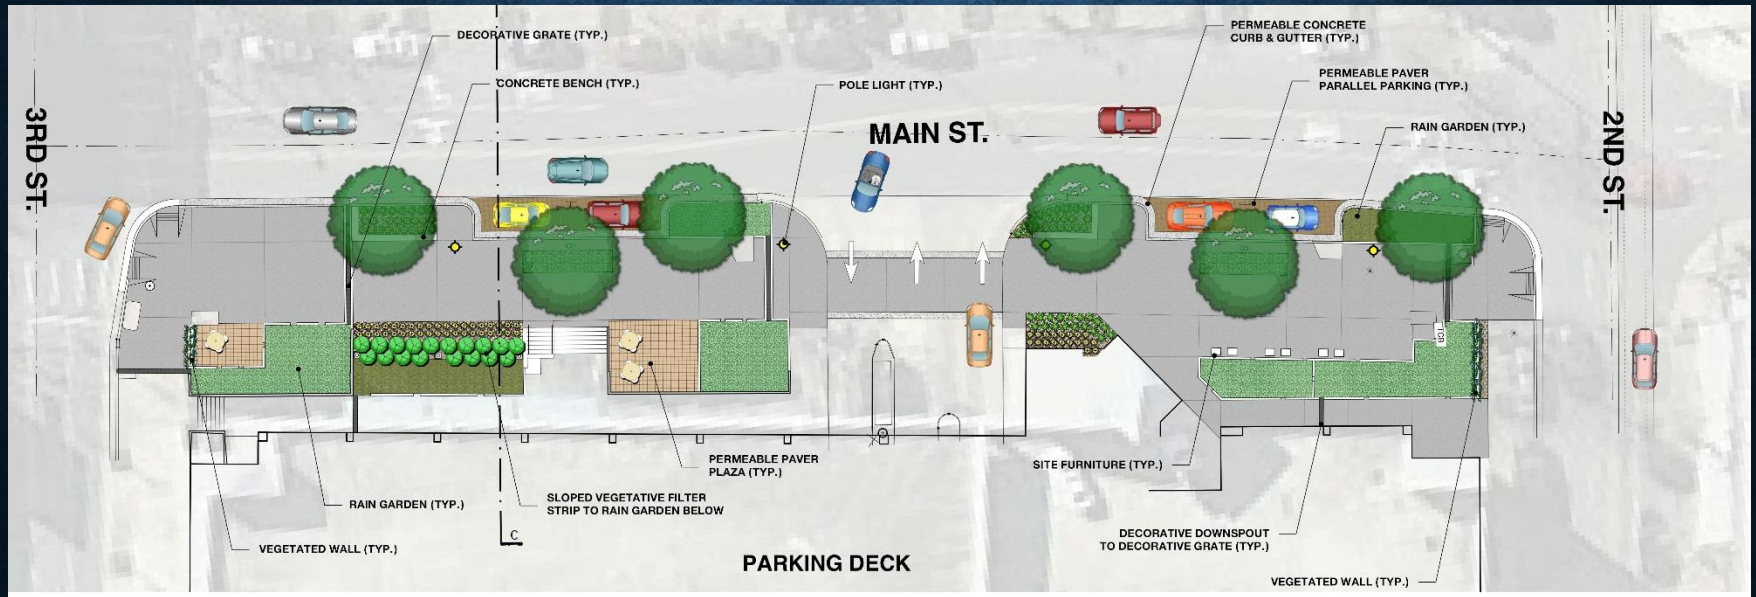 DECORATIVE GRATE (TYP.)
CONCRETE BENCH (TYP.)
POLE LIGHT (TYP.)
PERMEABLE CONCRETE
CURB & GUTTER (TYP.)
PERMEABLE PAVER
PARALLEL PARKING (TYP.)
RAIN GARDEN (TYP.)
3RD ST.
MAIN ST.
2ND ST.
TCB
PERMEABLE PAVER
PLAZA (TYP.)
SITE FURNITURE (TYP.)
RAIN GARDEN (TYP.)
SLOPED VEGETATIVE FILTER
STRIP TO RAIN GARDEN BELOW
C
DECORATIVE DOWNSPOUT
TO DECORATIVE GRATE (TYP.)
VEGETATED WALL (TYP.)
PARKING DECK
VEGETATED WALL (TYP.)